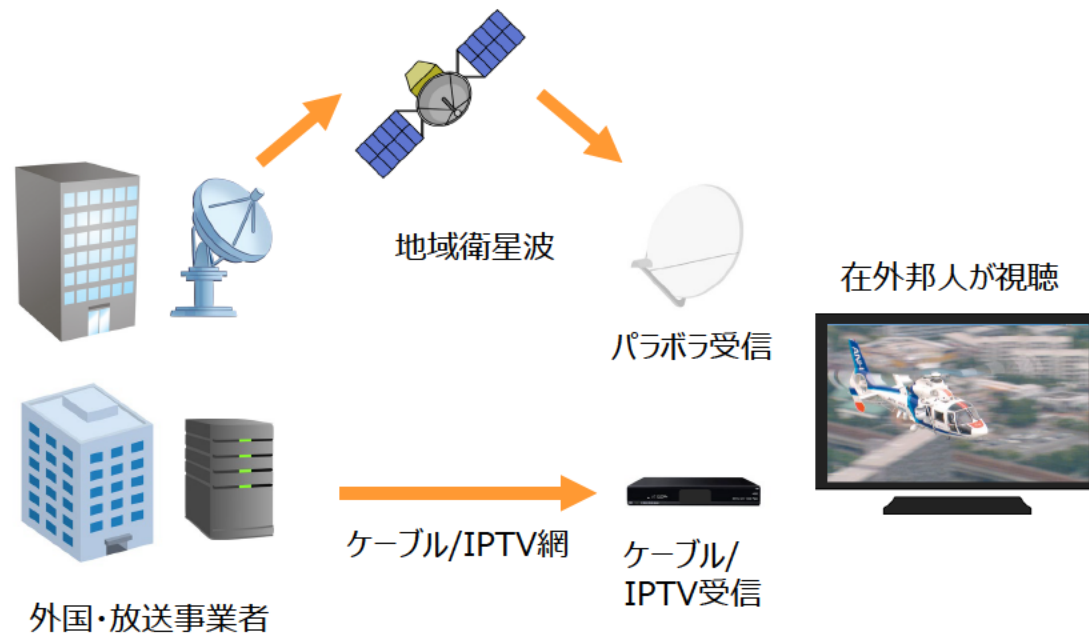 地域衛星波
在外邦人が視聴
パラボラ受信
ケーブル/IPTV網
ケーブル/
IPTV受信
外国・放送事業者